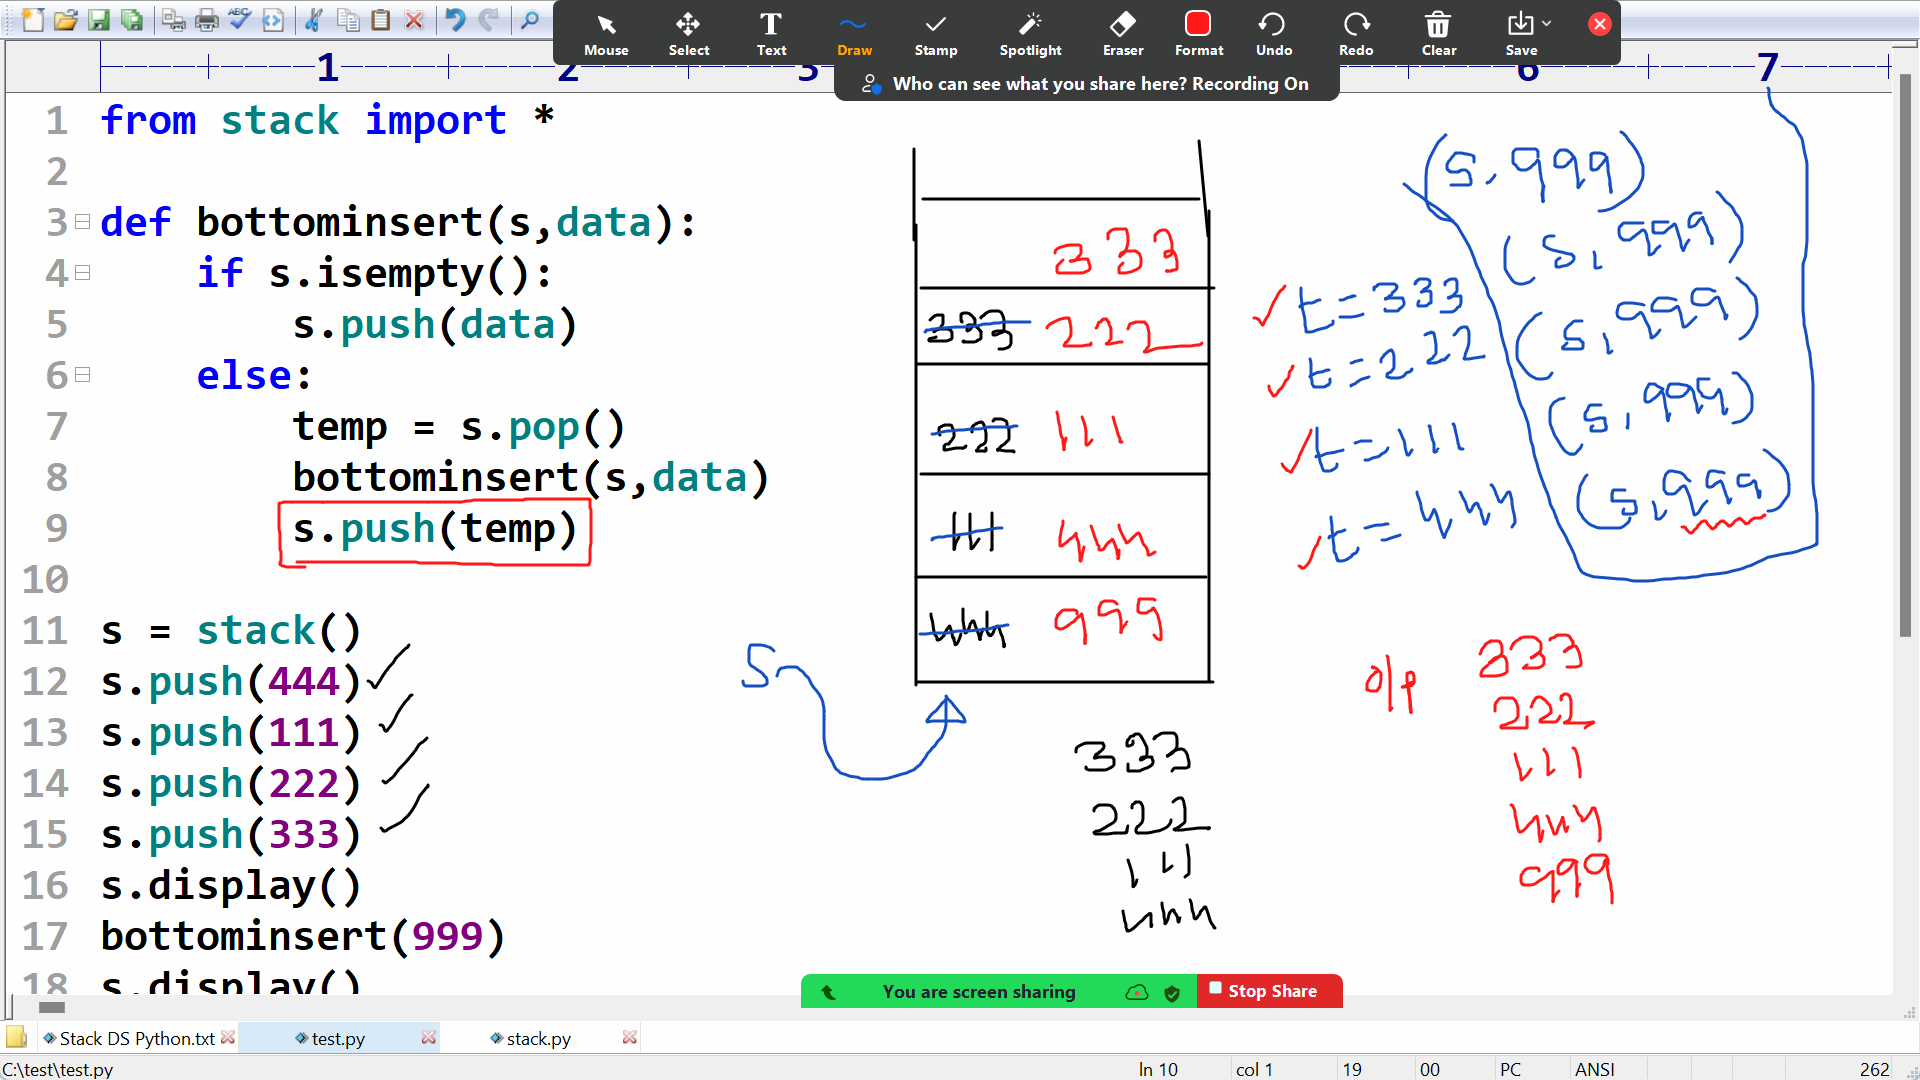 Mouse Select Text Draw Stamp Spotlight Eraser Format Undo Redo Clear Save
Who can see what you share here? Recording On
1 2 3 6 7
1 from stack import *
2
3 def bottominsert(s,data):
4 if s.isempty():
5 s.push(data)
6 else:
7 temp = s.pop()
8 bottominsert(s,data)
9 s.push(temp)
10
11 s = stack()
12 s.push(444)
13 s.push(111)
14 s.push(222)
15 s.push(333)
16 s.display()
17 bottominsert(999)
18 s.display()
333
333 222
222 111
111 444
444 999
S
333
222
111
444
t=333
t=222
t=111
t=444
(s,999)
(s,999)
(s,999)
(s,999)
(s,999)
o/p
333
222
111
444
999
You are screen sharing Stop Share
Stack DS Python.txt test.py stack.py
C:\test\test.py ln 10 col 1 19 00 PC ANSI 262